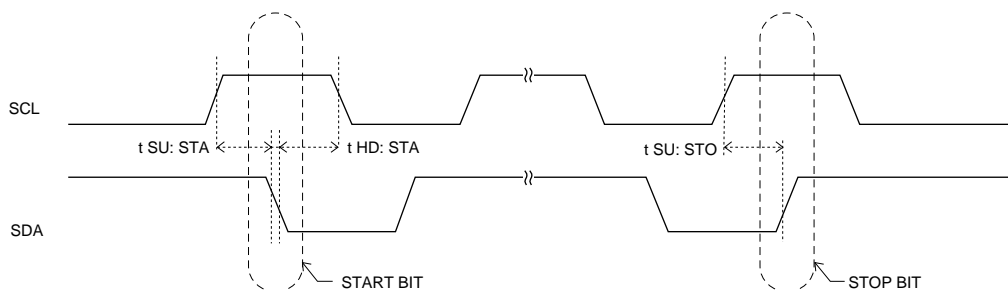 SCL
t SU: STA
t HD: STA
t SU: STO
SDA
START BIT
STOP BIT